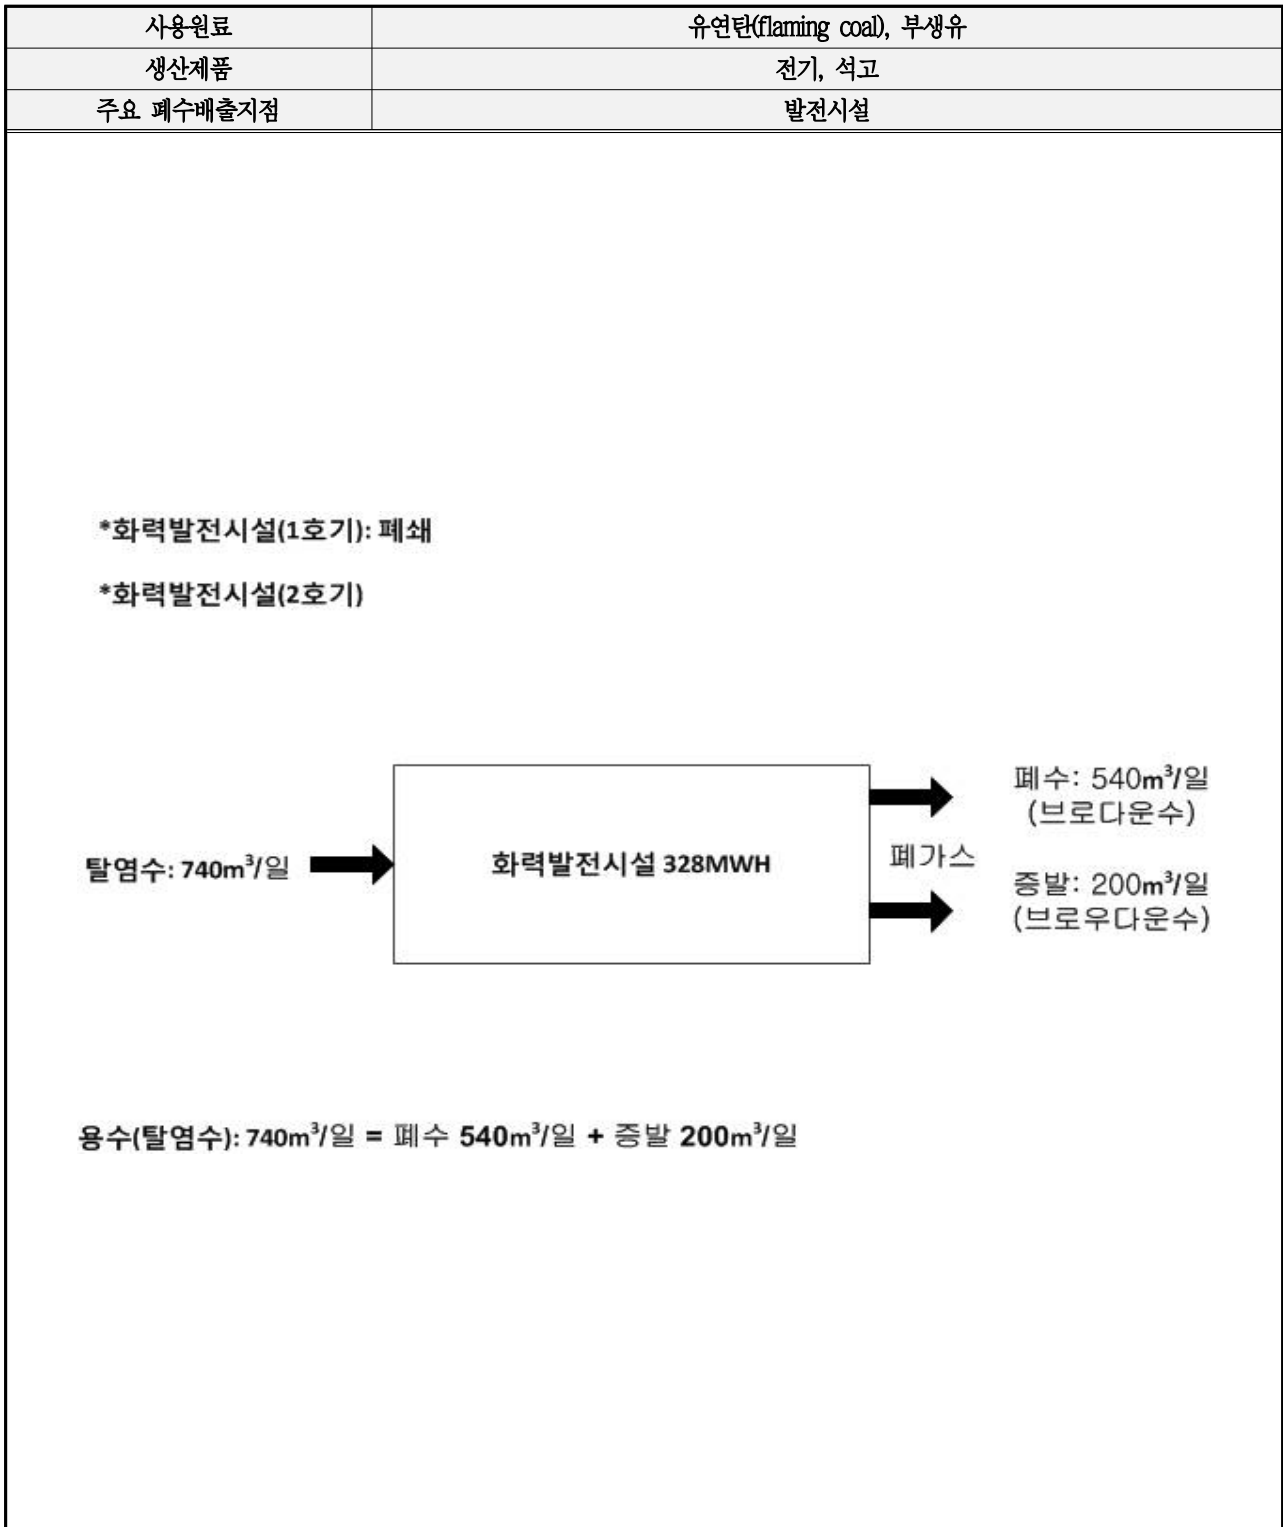 사용원료 유연탄(flaming coal), 부생유
생산제품 전기, 석고
주요 폐수배출지점 발전시설
*화력발전시설(1호기): 폐쇄
*화력발전시설(2호기)
탈염수: 740m³/일
화력발전시설 328MWH
폐수: 540m³/일
(브로다운수)
폐가스
증발: 200m³/일
(브로우다운수)
용수(탈염수): 740m³/일 = 폐수 540m³/일 + 증발 200m³/일